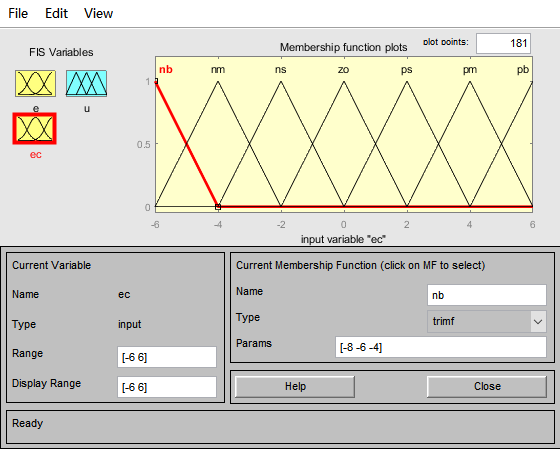 File Edit View
FIS Variables
e
u
ec
Membership function plots
plot points:
181
nb nm ns zo ps pm pb
1
0.5
0
-6 -4 -2 0 2 4 6
input variable "ec"
Current Variable
Name ec
Type input
Range [-6 6]
Display Range [-6 6]
Current Membership Function (click on MF to select)
Name nb
Type trimf
Params [-8 -6 -4]
Help Close
Ready